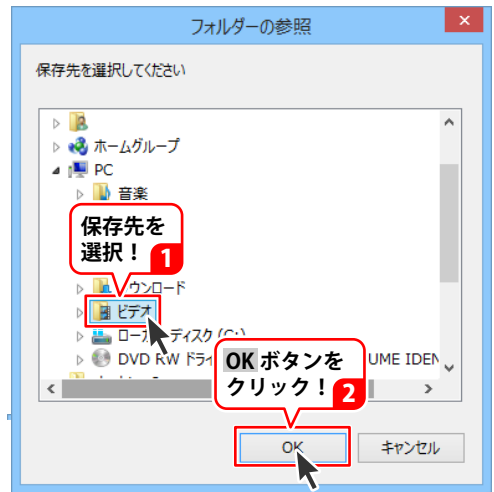 フォルダーの参照
保存先を選択してください
ホームグループ
PC
音楽
保存先を
選択！
1
ウンロード
ビデオ
ローカ ディスク (C:)
DVD RW ドライ
UME IDEN
OK ボタンを
クリック！
2
OK
キャンセル